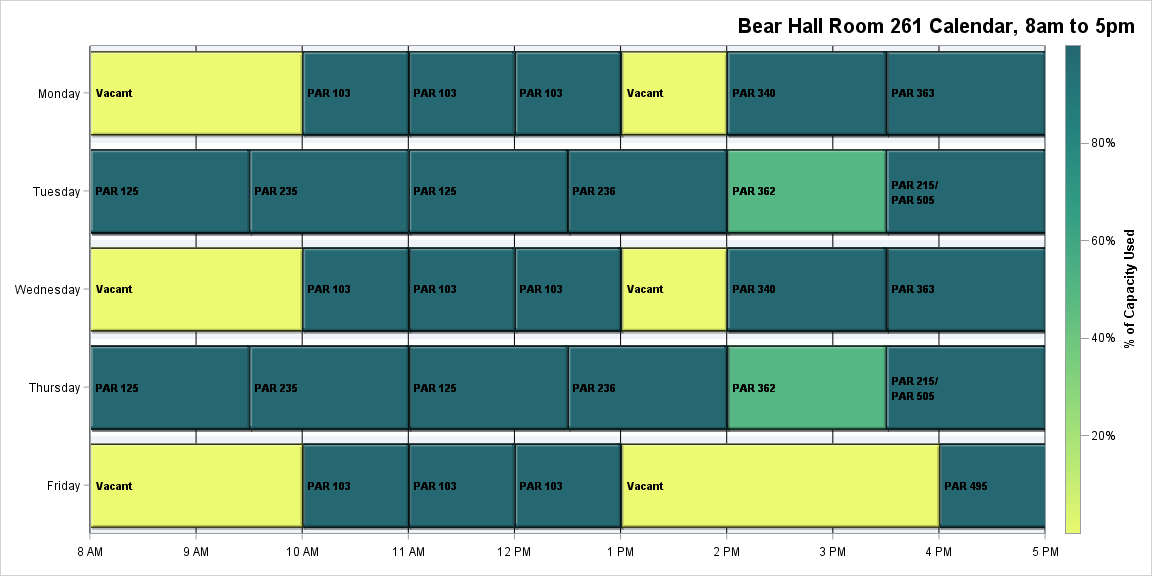 Bear Hall Room 261 Calendar, 8am to 5pm
Monday
Vacant
PAR 103
PAR 103
PAR 103
Vacant
PAR 340
PAR 363
Tuesday
PAR 125
PAR 235
PAR 125
PAR 236
PAR 362
PAR 215/
PAR 505
Wednesday
Vacant
PAR 103
PAR 103
PAR 103
Vacant
PAR 340
PAR 363
Thursday
PAR 125
PAR 235
PAR 125
PAR 236
PAR 362
PAR 215/
PAR 505
Friday
Vacant
PAR 103
PAR 103
PAR 103
Vacant
PAR 495
8 AM
9 AM
10 AM
11 AM
12 PM
1 PM
2 PM
3 PM
4 PM
5 PM
80%
60%
40%
20%
% of Capacity Used